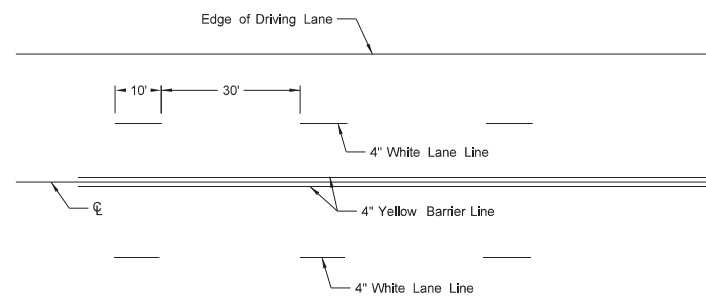 Edge of Driving Lane
10' 30'
4" White Lane Line
℄
4" Yellow Barrier Line
4" White Lane Line